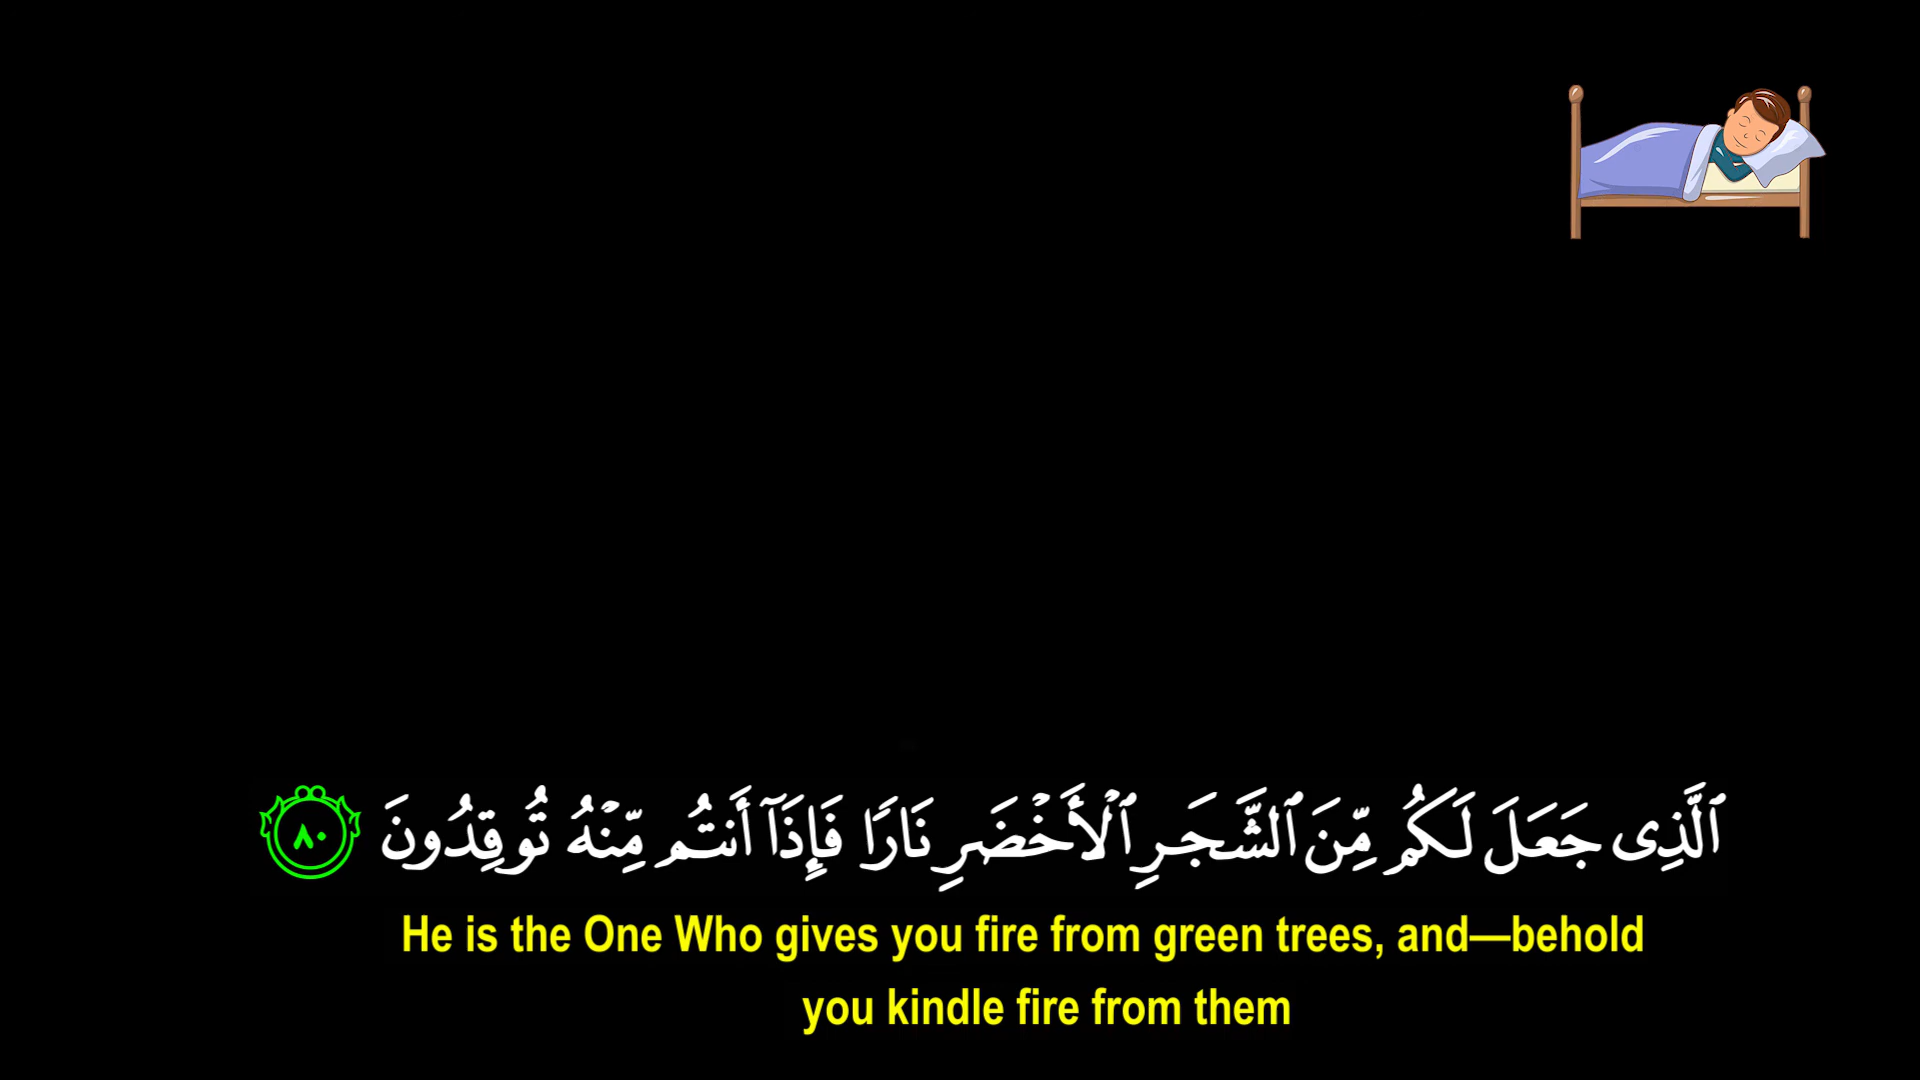 ٱلَّذِى جَعَلَ لَكُم مِّنَ ٱلشَّجَرِ ٱلْأَخْضَرِ نَارًا فَإِذَآ أَنتُم مِّنْهُ تُوقِدُونَ ٨٠
He is the One Who gives you fire from green trees, and—behold
you kindle fire from them